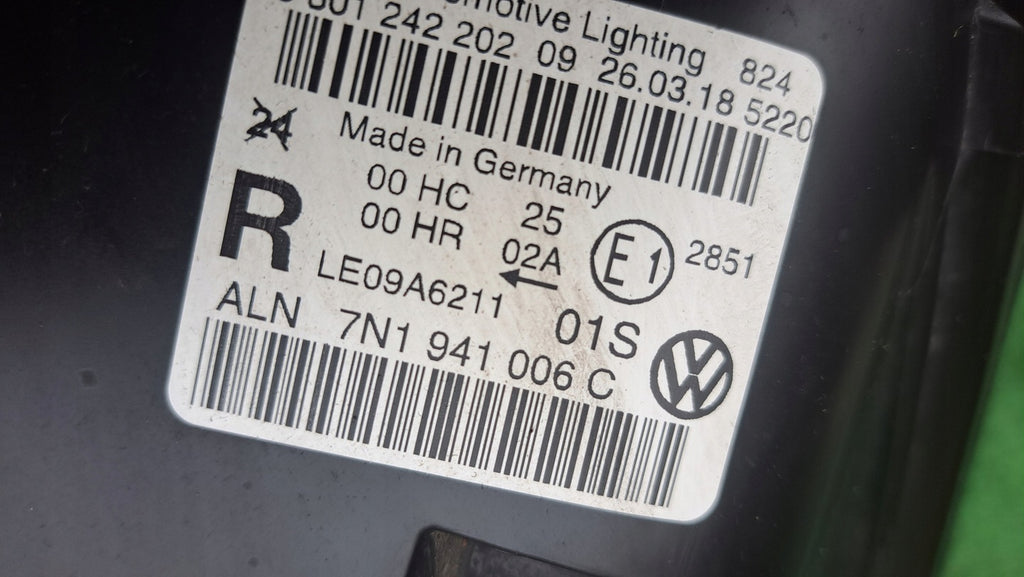 Lighting 824
242 202 09 26.03.18 5220
24
Made in Germany
R
00 HC 25
00 HR 02A
E1 2851
LE09A6211
01S
ALN 7N1 941 006 C
VW